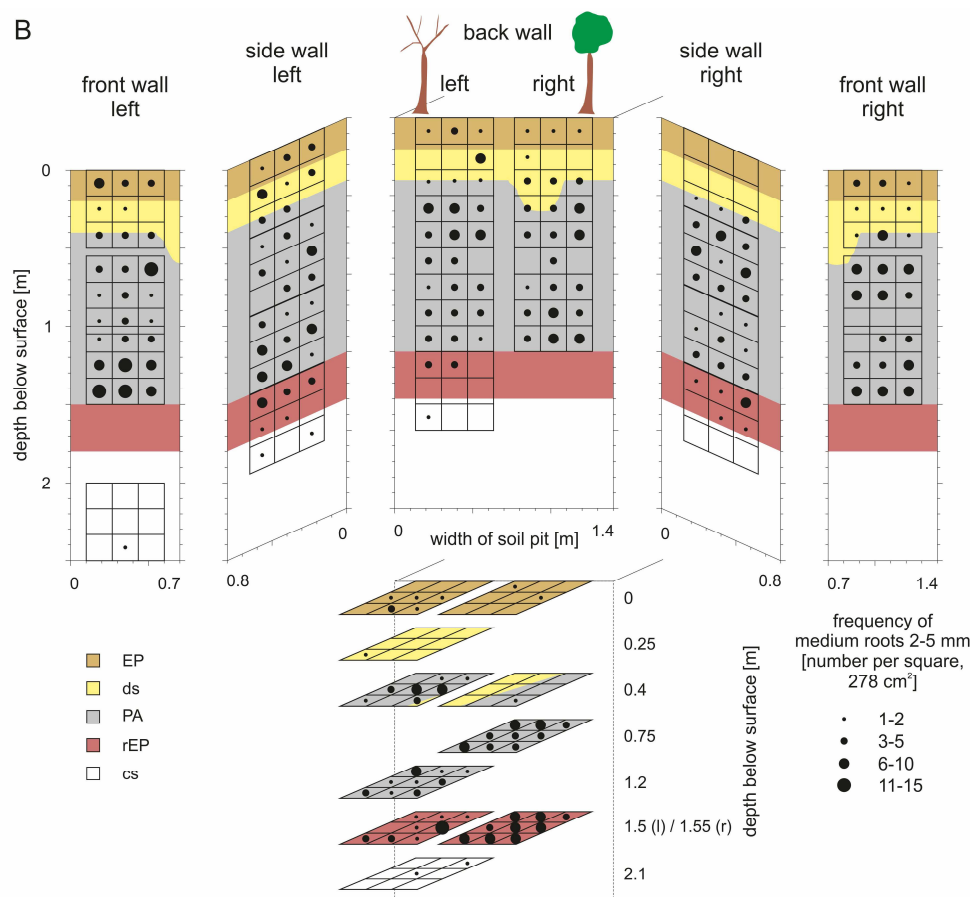 B
back wall
side wall
left
side wall
right
front wall
left
left
right
front wall
right
0
1
2
depth below surface [m]
0
0.7
0.8
0
0
1.4
width of soil pit [m]
0
0.8
0.7
1.4
EP
ds
PA
rEP
cs
0
0.25
0.4
0.75
1.2
1.5 (l) / 1.55 (r)
2.1
depth below surface [m]
frequency of
medium roots 2-5 mm
[number per square,
278 cm²]
1-2
3-5
6-10
11-15